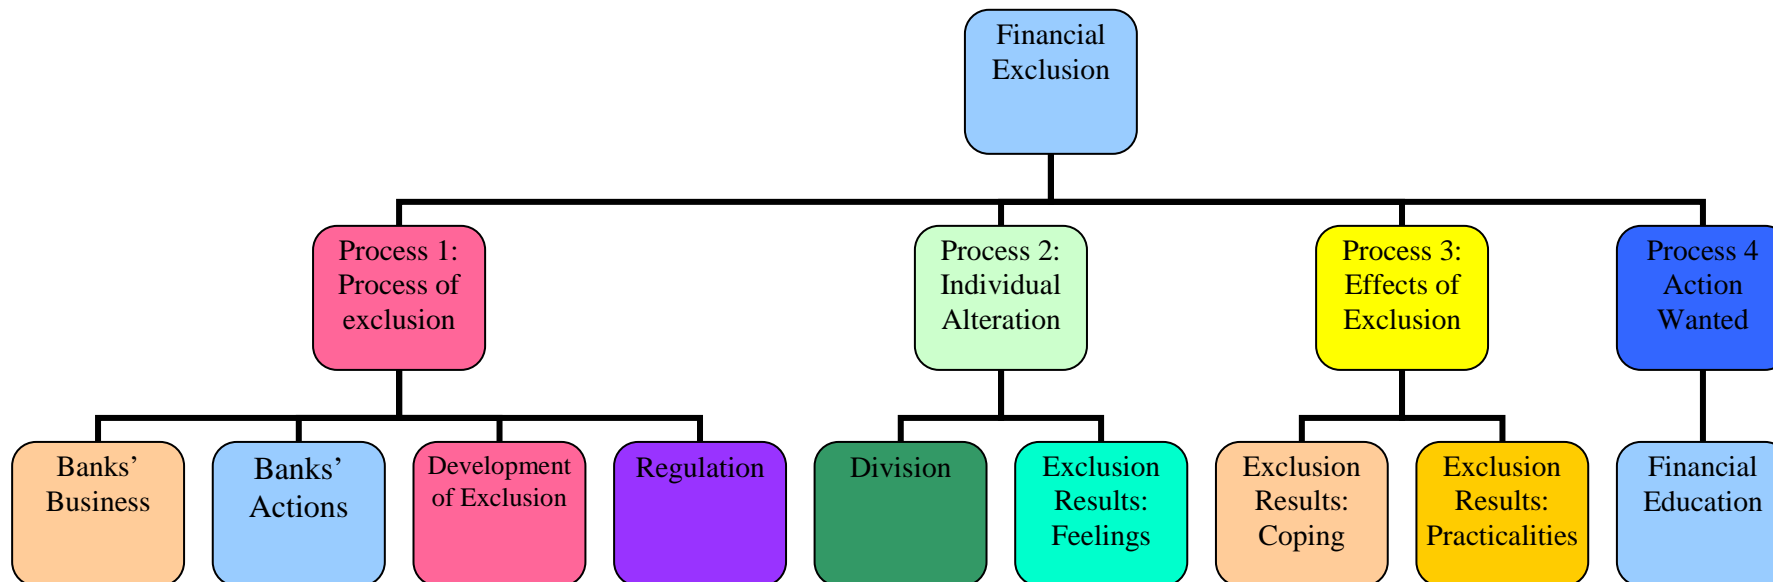 Financial
Exclusion
Process 1:
Process of
exclusion
Process 2:
Individual
Alteration
Process 3:
Effects of
Exclusion
Process 4
Action
Wanted
Banks’
Business
Banks’
Actions
Development
of Exclusion
Regulation
Division
Exclusion
Results:
Feelings
Exclusion
Results:
Coping
Exclusion
Results:
Practicalities
Financial
Education